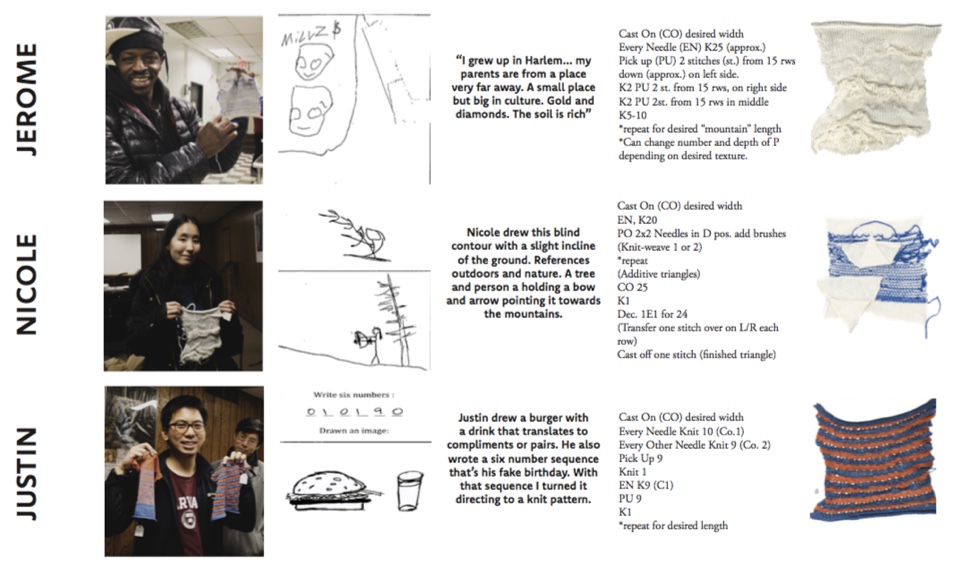 JEROME
MiLLZ $
“I grew up in Harlem... my
parents are from a place
very far away. A small place
but big in culture. Gold and
diamonds. The soil is rich”
Cast On (CO) desired width
Every Needle (EN) K25 (approx.)
Pick up (PU) 2 stitches (st.) from 15 rws
down (approx.) on left side.
K2 PU 2 st. from 15 rws, on right side
K2 PU 2st. from 15 rws in middle
K5-10
*repeat for desired “mountain” length
*Can change number and depth of P
depending on desired texture.
NICOLE
Nicole drew this blind
contour with a slight incline
of the ground. References
outdoors and nature. A tree
and person a holding a bow
and arrow pointing it towards
the mountains.
Cast On (CO) desired width
EN, K20
PO 2x2 Needles in D pos. add brushes
(Knit-weave 1 or 2)
*repeat
(Additive triangles)
CO 25
K1
Dec. 1E1 for 24
(Transfer one stitch over on L/R each
row)
Cast off one stitch (finished triangle)
JUSTIN
Write six numbers :
0 1 0 1 9 0
Drawn an image:
Justin drew a burger with
a drink that translates to
compliments or pairs. He also
wrote a six number sequence
that’s his fake birthday. With
that sequence I turned it
directing to a knit pattern.
Cast On (CO) desired width
Every Needle Knit 10 (Co.1)
Every Other Needle Knit 9 (Co. 2)
Pick Up 9
Knit 1
EN K9 (C1)
PU 9
K1
*repeat for desired length